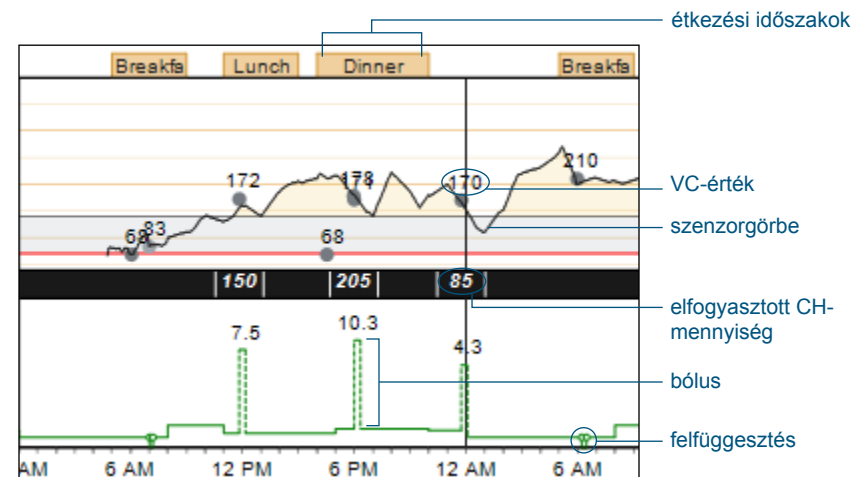 étkezési időszakok
Breakfa Lunch Dinner Breakfa
210
172 170
VC-érték
83
szenzorgörbe
68 68
150 205 85
elfogyasztott CH-
mennyiség
10.3
7.5 4.3
bólus
felfüggesztés
AM 6 AM 12 PM 6 PM 12 AM 6 AM